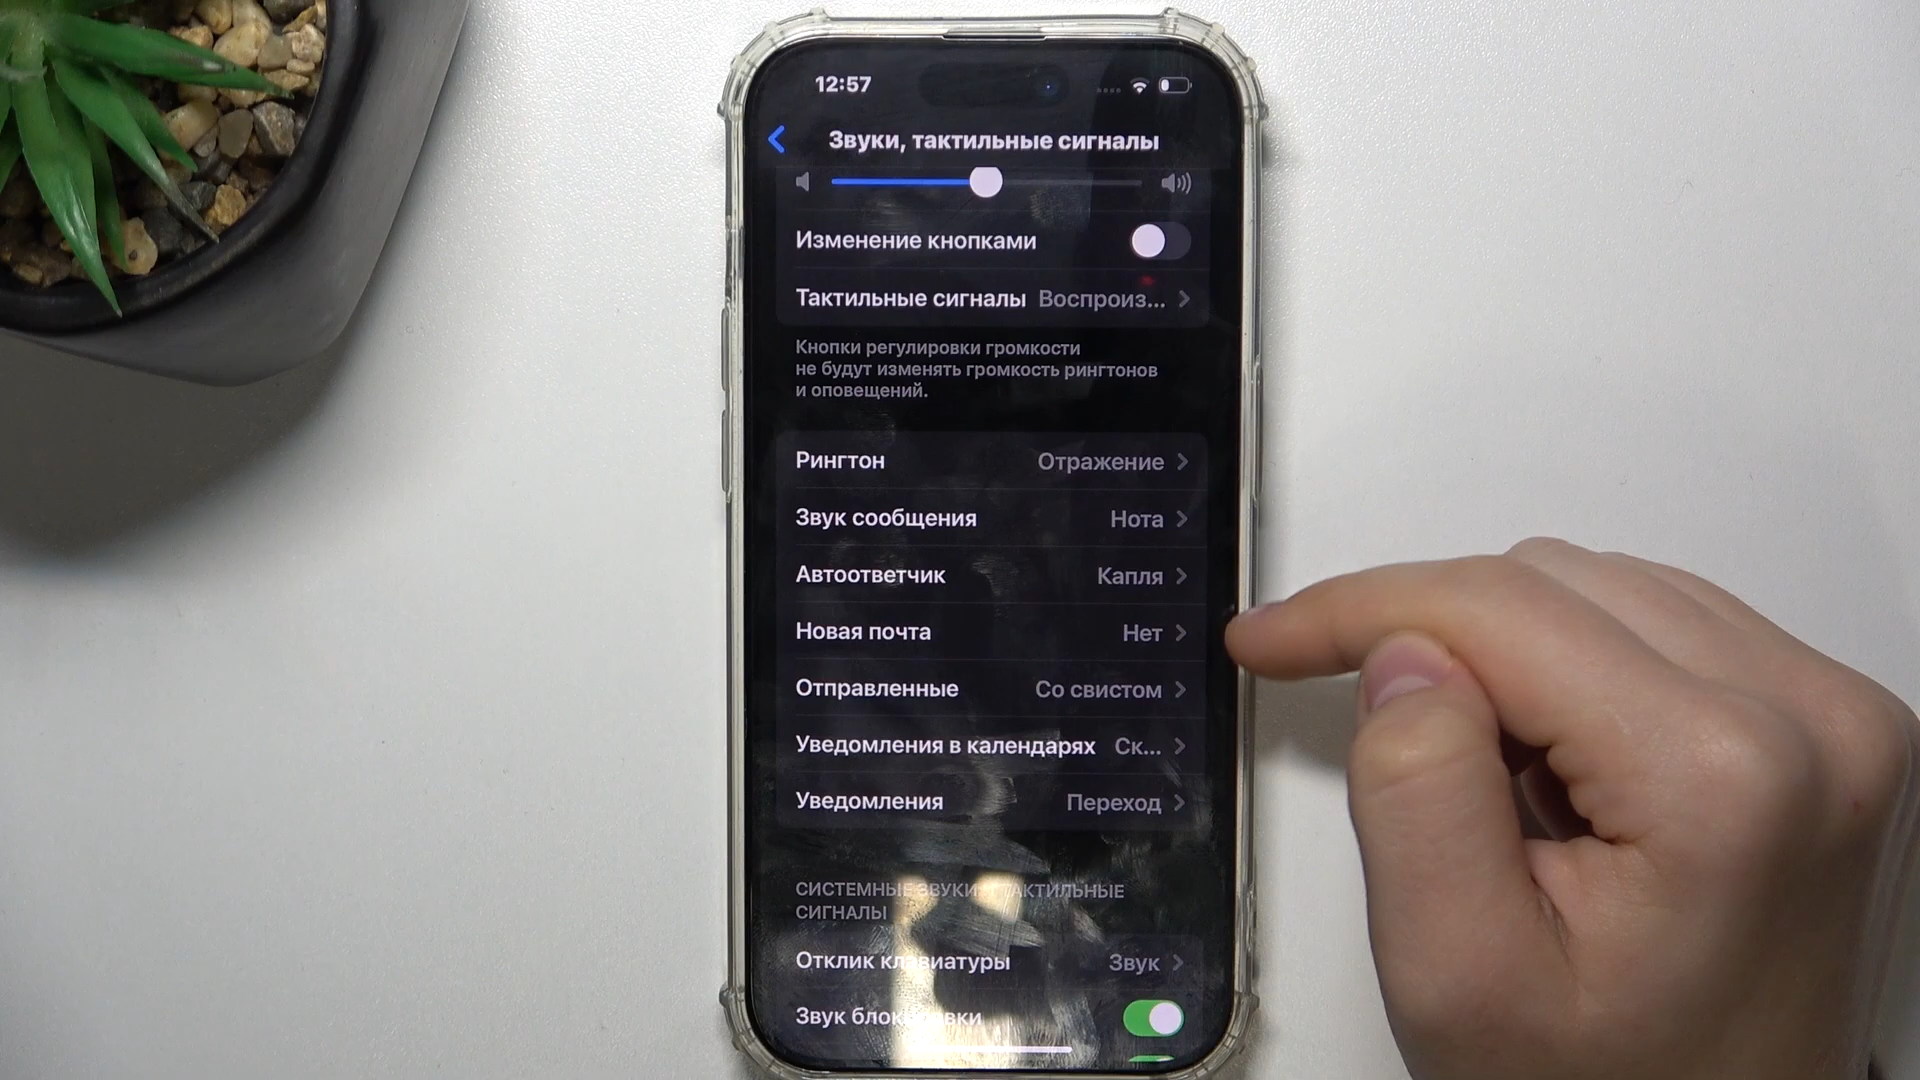 12:57
Звуки, тактильные сигналы
Изменение кнопками
Тактильные сигналы Воспроиз...
Кнопки регулировки громкости
не будут изменять громкость рингтонов
и оповещений.
Рингтон Отражение
Звук сообщения Нота
Автоответчик Капля
Новая почта Нет
Отправленные Со свистом
Уведомления в календарях Ск...
Уведомления Переход
СИСТЕМНЫЕ ЗВУКИ, ТАКТИЛЬНЫЕ
СИГНАЛЫ
Отклик клавиатуры Звук
Звук блокировки